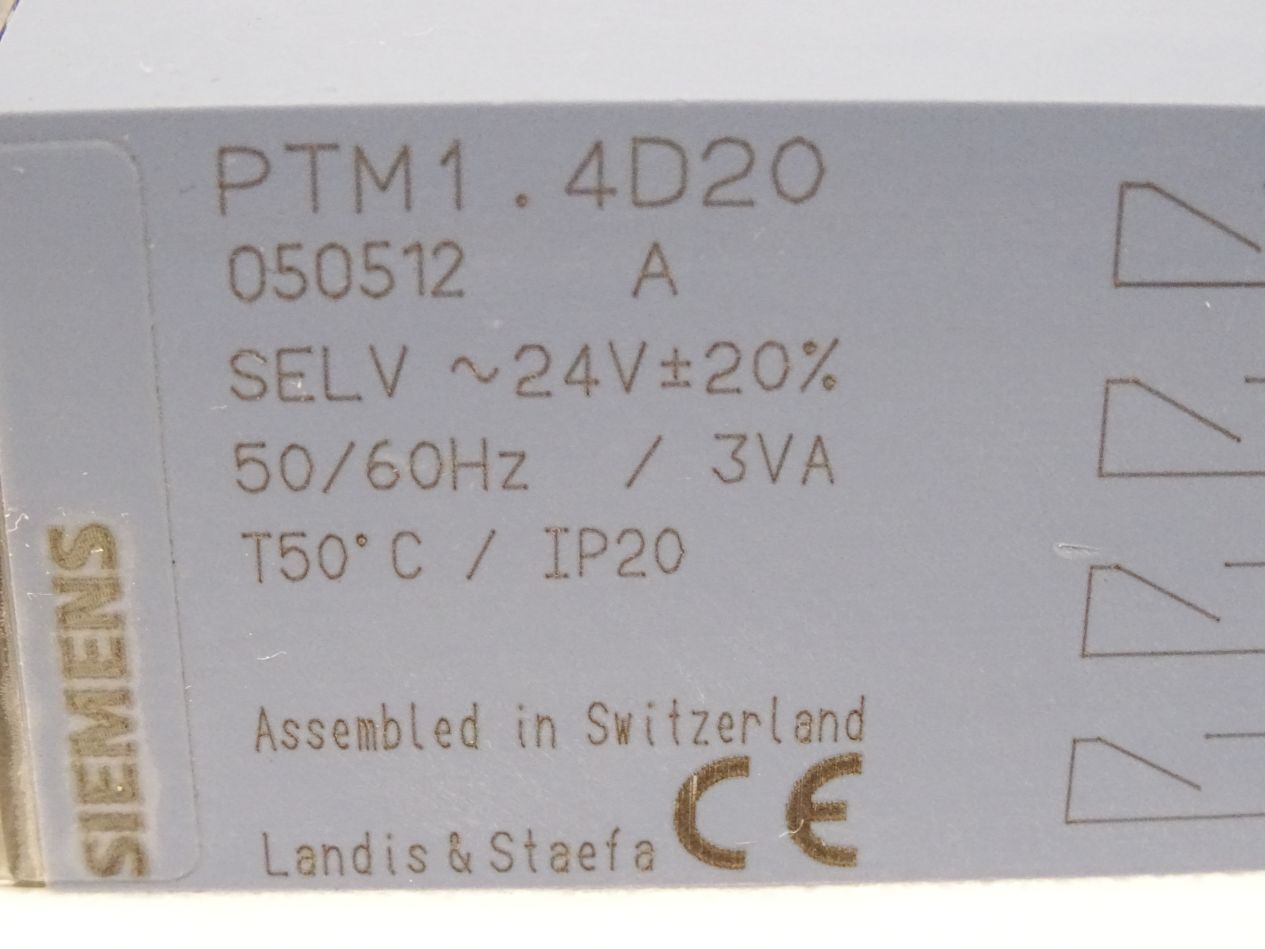 PTM1.4D20
050512 A
SELV ~24V±20%
50/60Hz / 3VA
T50°C / IP20
Assembled in Switzerland
CE
Landis & Staefa
SIEMENS